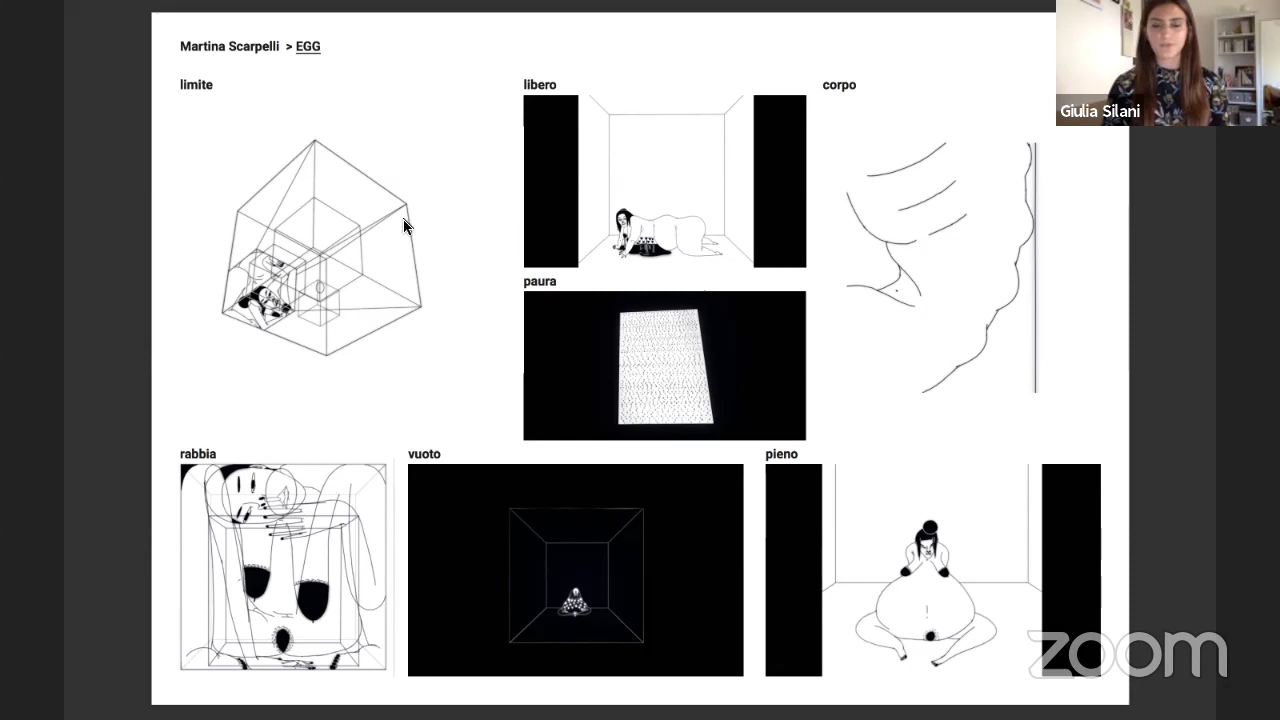 Martina Scarpelli > EGG
limite
libero
corpo
Giulia Silani
paura
rabbia
vuoto
pieno
zoom